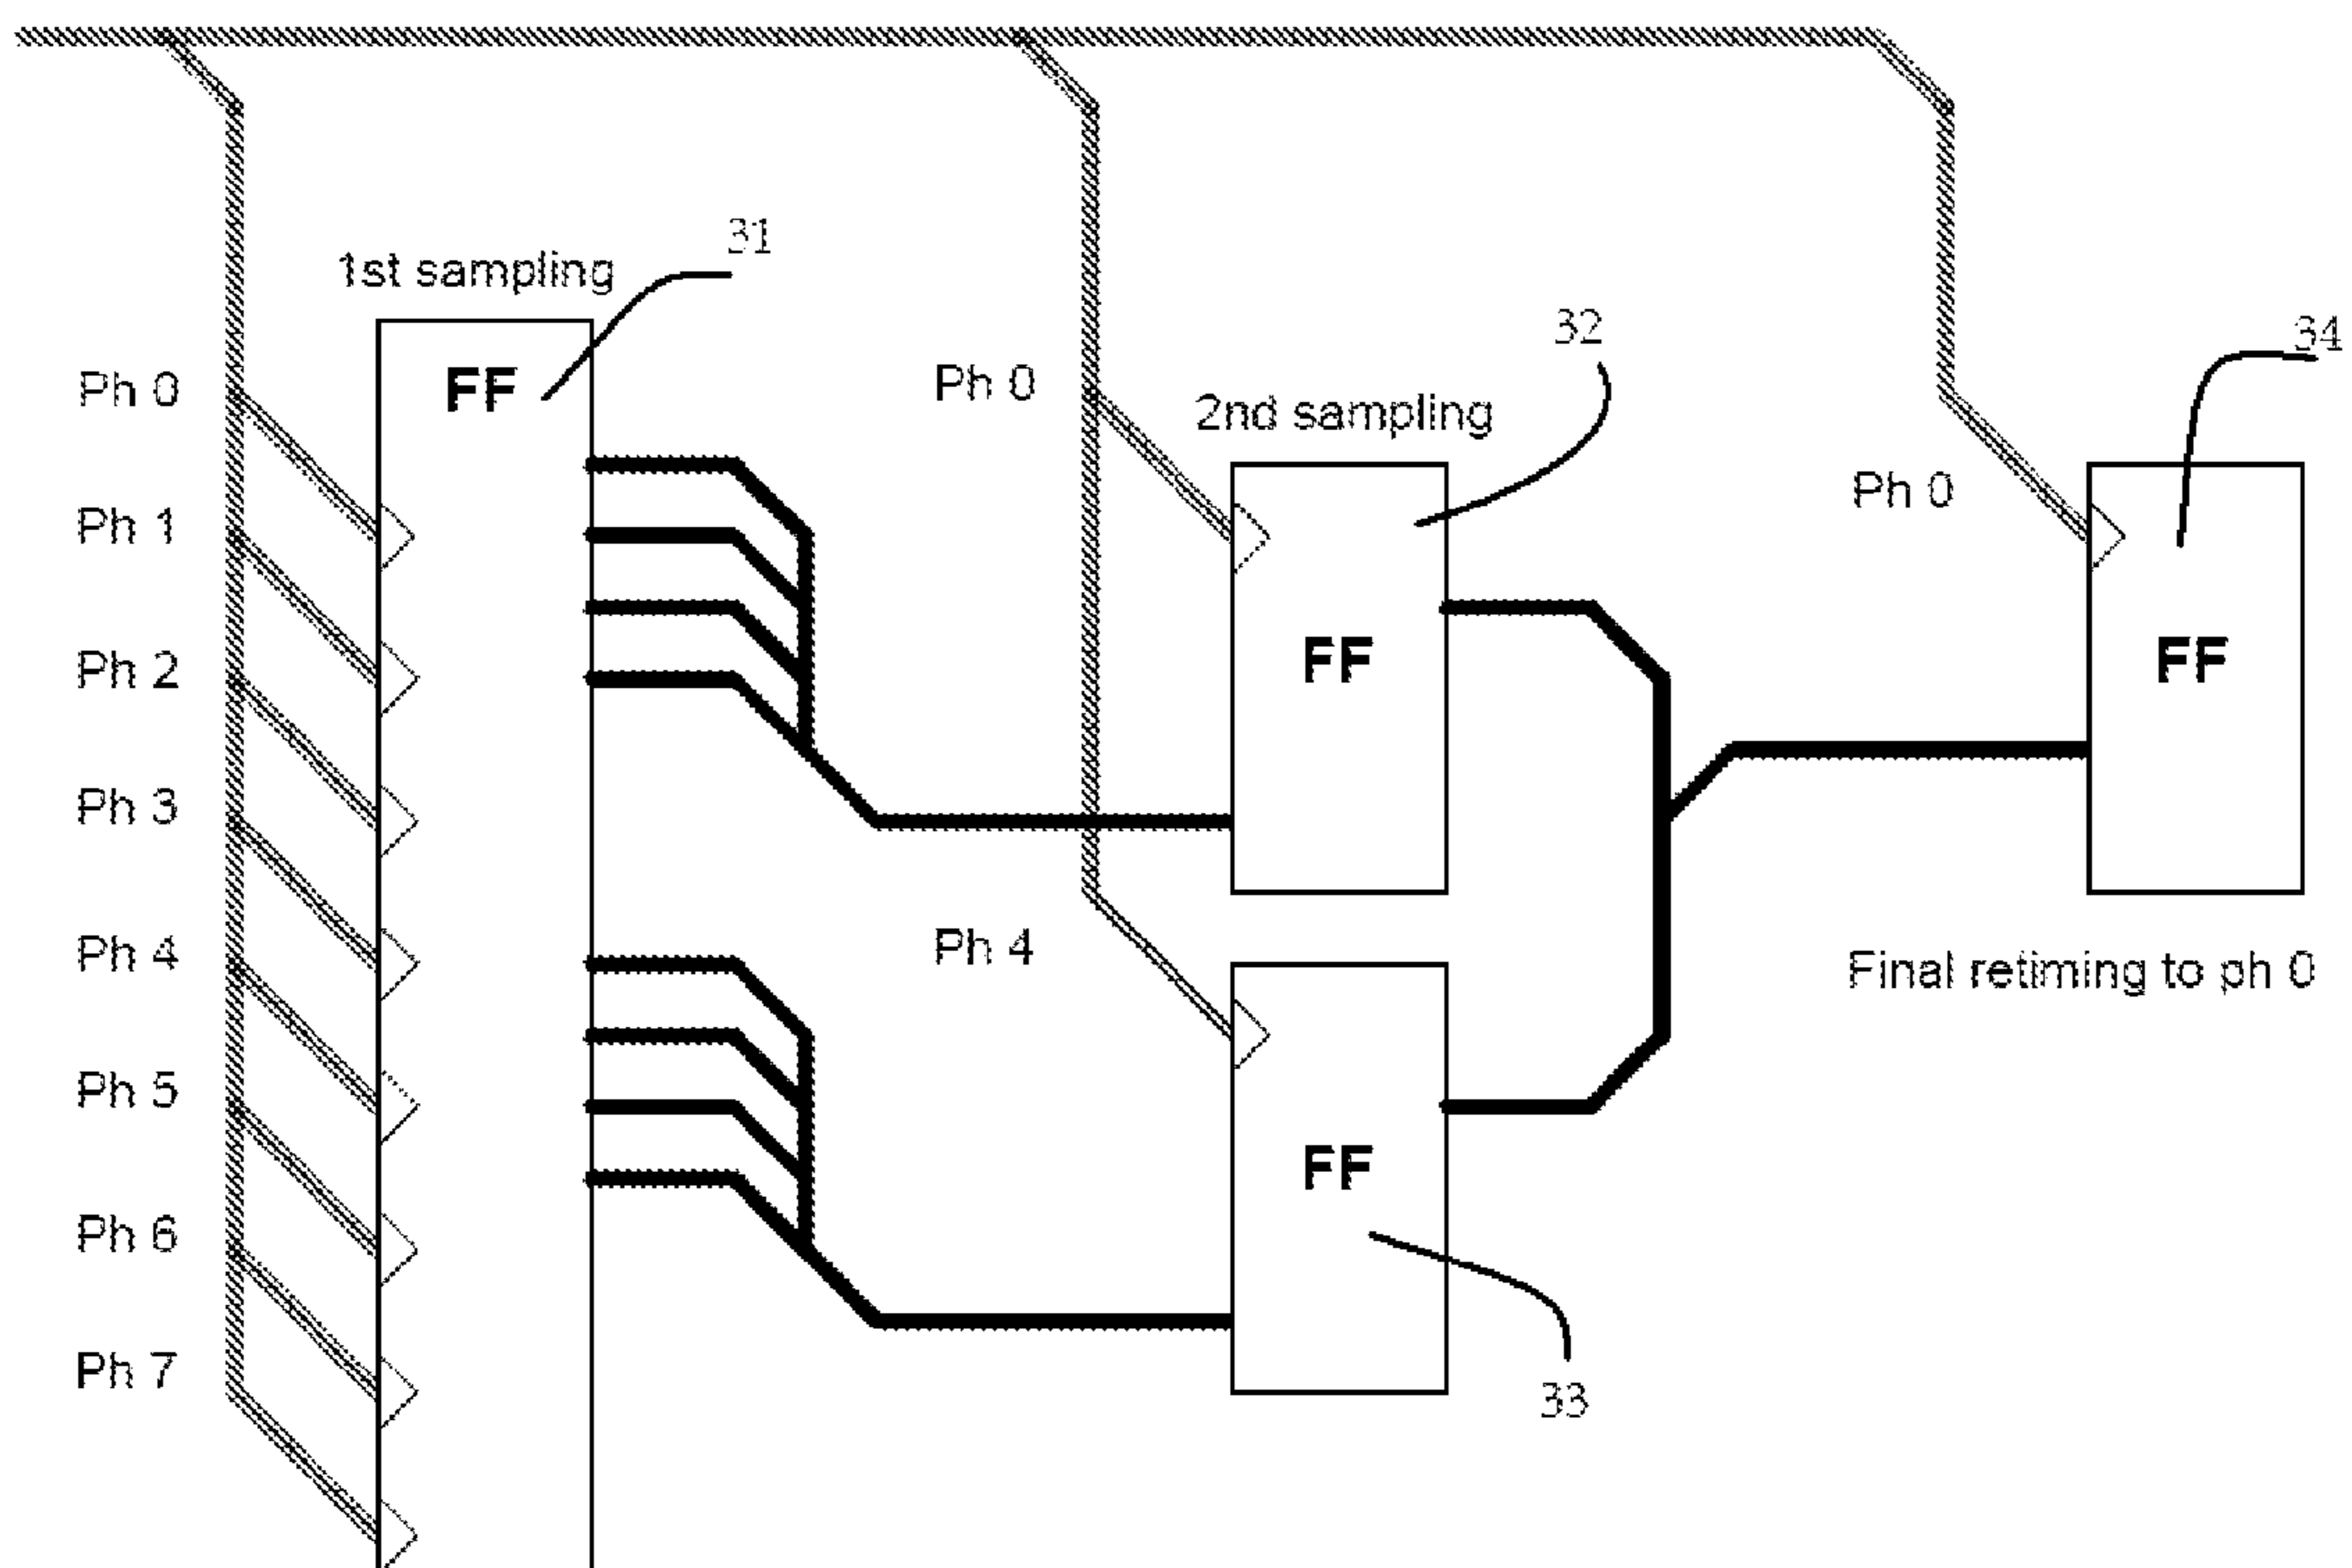 31
1st sampling
FF
Ph 0
Ph 1
Ph 2
Ph 3
Ph 4
Ph 5
Ph 6
Ph 7
Ph 0
2nd sampling
32
FF
Ph 4
FF
33
34
Ph 0
FF
Final retiming to ph 0